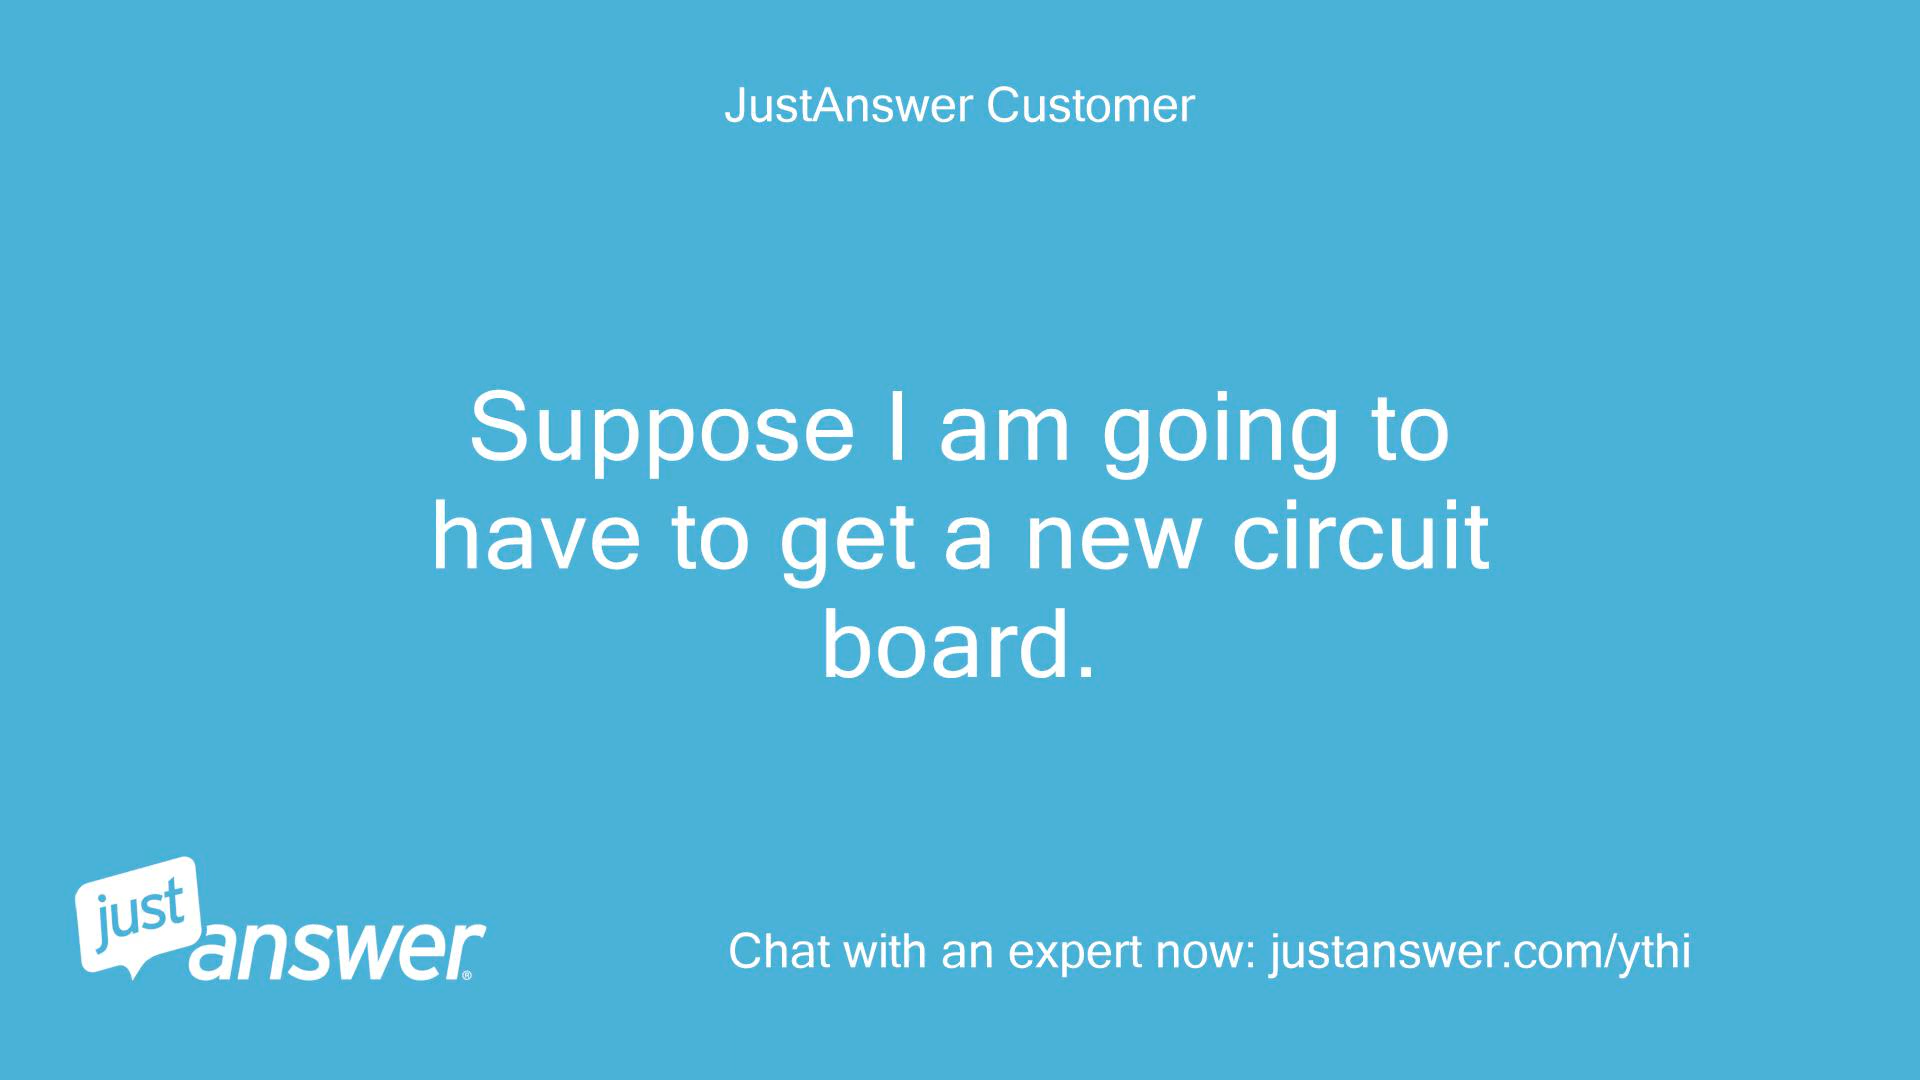 JustAnswer Customer
Suppose I am going to
have to get a new circuit
board.
just
answer®
Chat with an expert now: justanswer.com/ythi